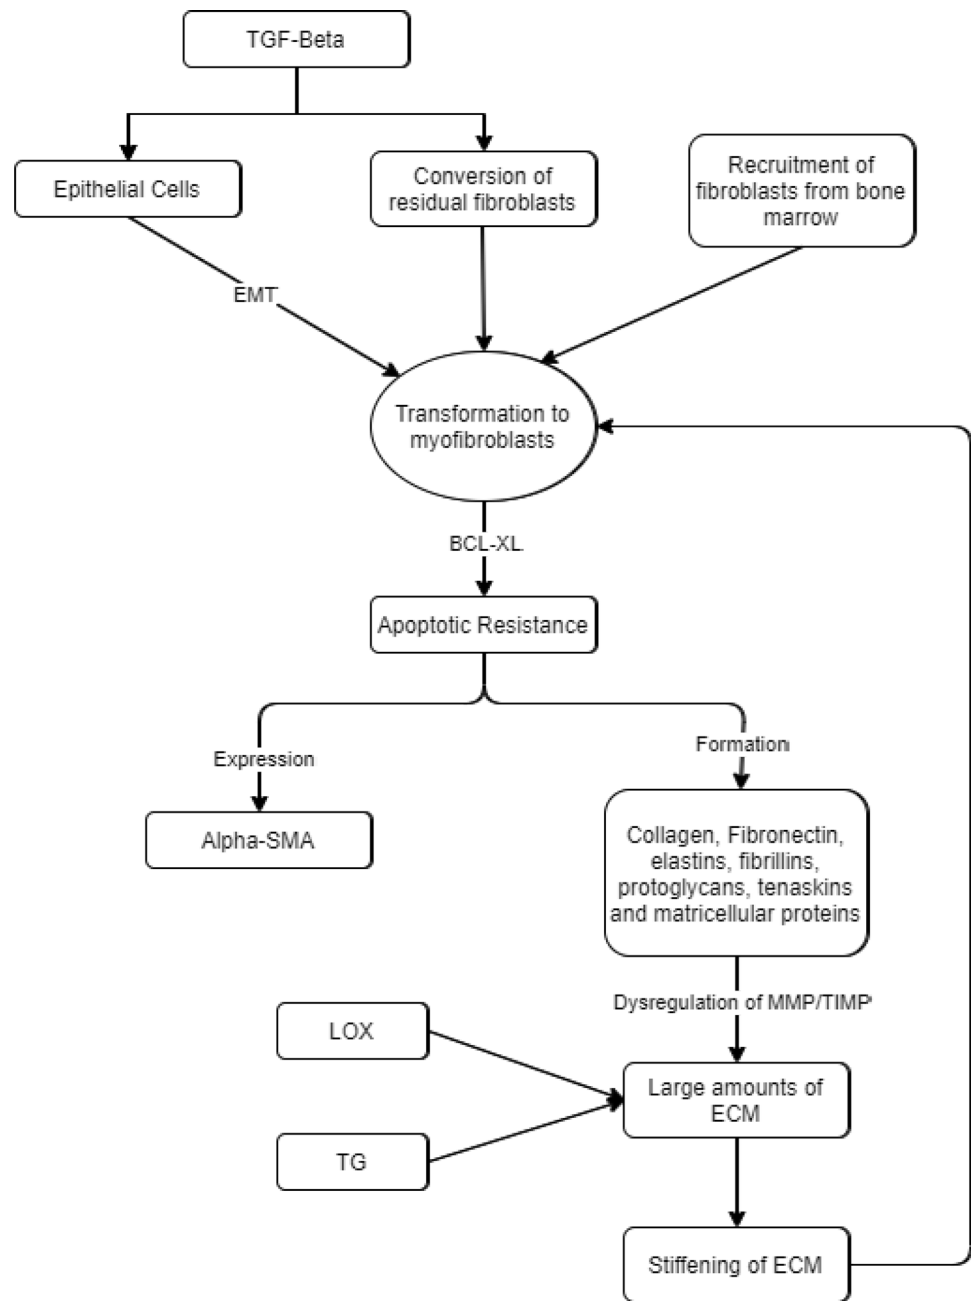 TGF-Beta
Epithelial Cells
Conversion of
residual fibroblasts
Recruitment of
fibroblasts from bone
marrow
EMT
Transformation to
myofibroblasts
BCL-XL
Apoptotic Resistance
Expression
Formation
Alpha-SMA
Collagen, Fibronectin,
elastins, fibrillins,
protoglycans, tenaskins
and matricellular proteins
Dysregulation of MMP/TIMP
LOX
Large amounts of
ECM
TG
Stiffening of ECM